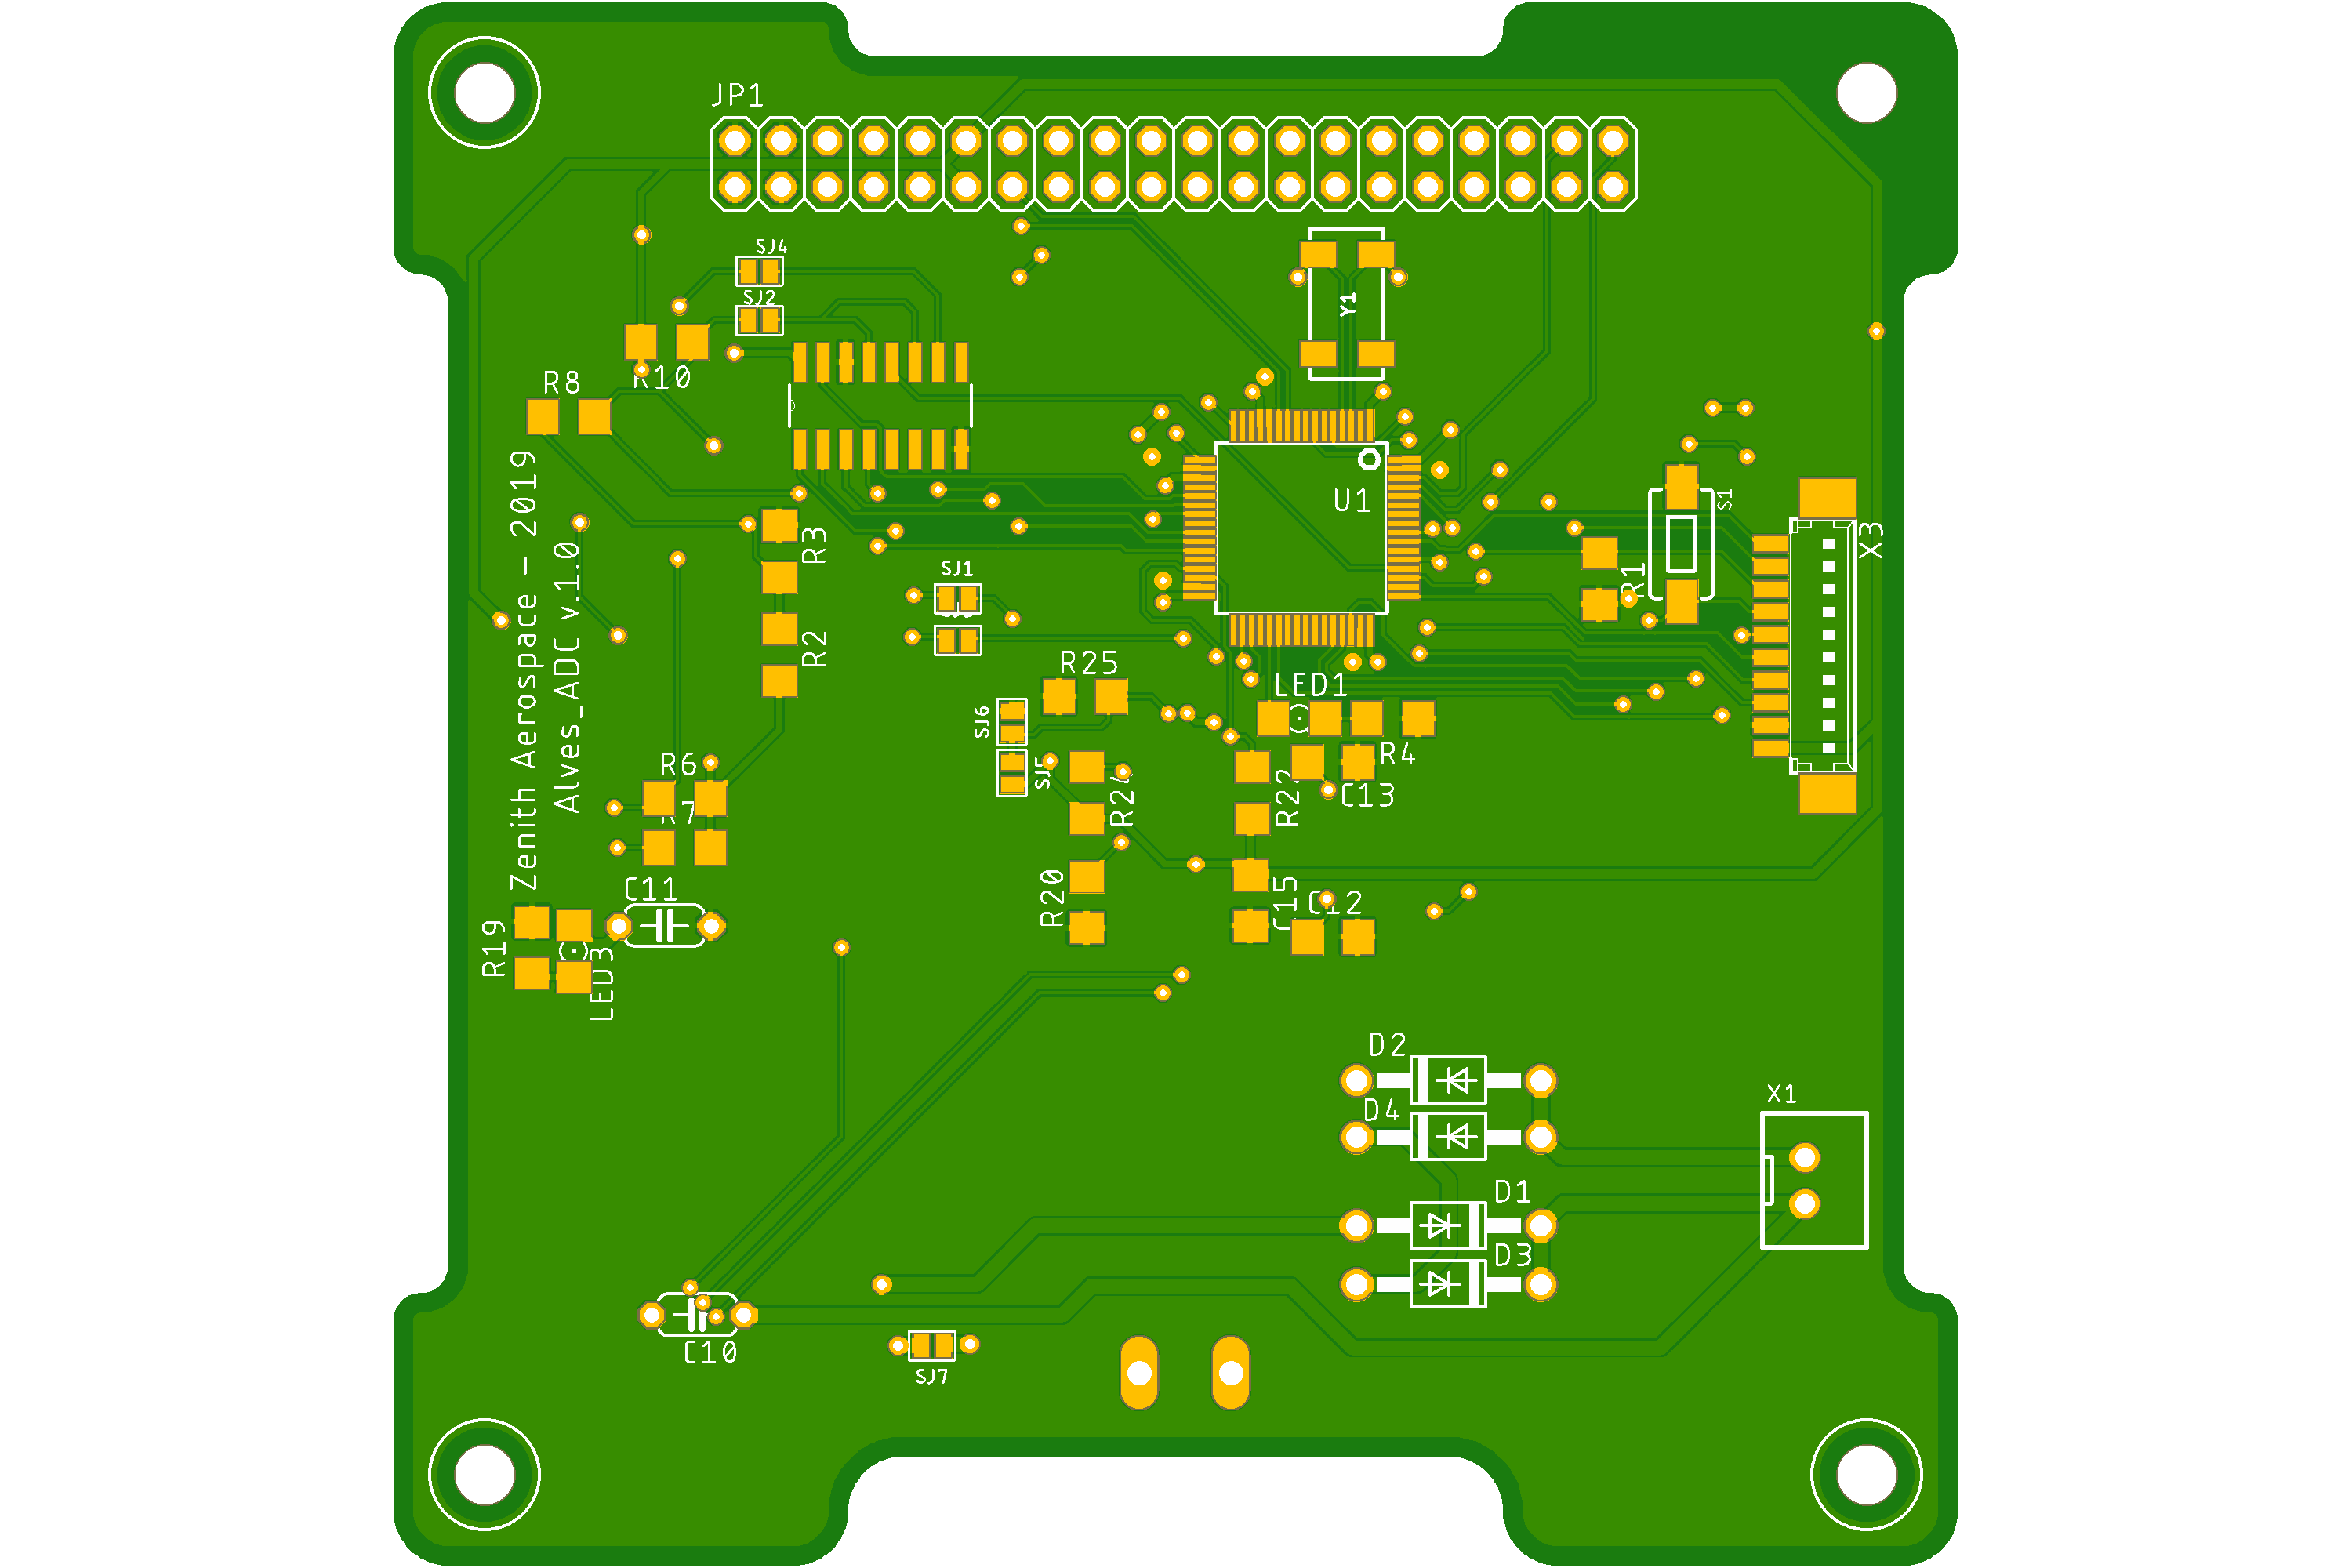 JP1
SJ4
SJ2
Y1
R10
R8
U1
S1
X3
R3
R1
SJ1
R2
Zenith Aerospace - 2019
Alves_ADC v.1.0
R25
LED1
SJ6
R4
SJ5
R6
R7
R24
R22
C13
C11
R20
C15
C12
R19
LED3
D2
D4
X1
D1
D3
C10
SJ7